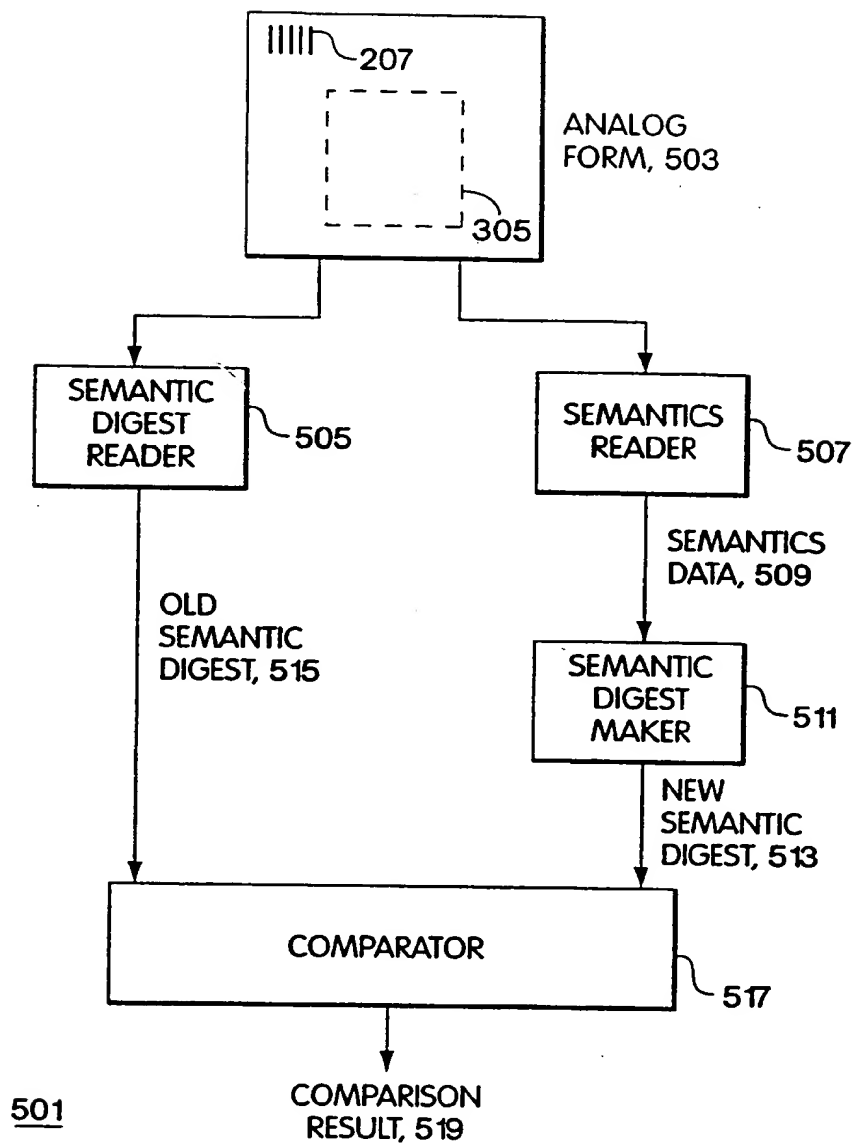 207
ANALOG
FORM, 503
305
SEMANTIC
DIGEST
READER
505
SEMANTICS
READER
507
SEMANTICS
DATA, 509
OLD
SEMANTIC
DIGEST, 515
SEMANTIC
DIGEST
MAKER
511
NEW
SEMANTIC
DIGEST, 513
COMPARATOR
517
501
COMPARISON
RESULT, 519